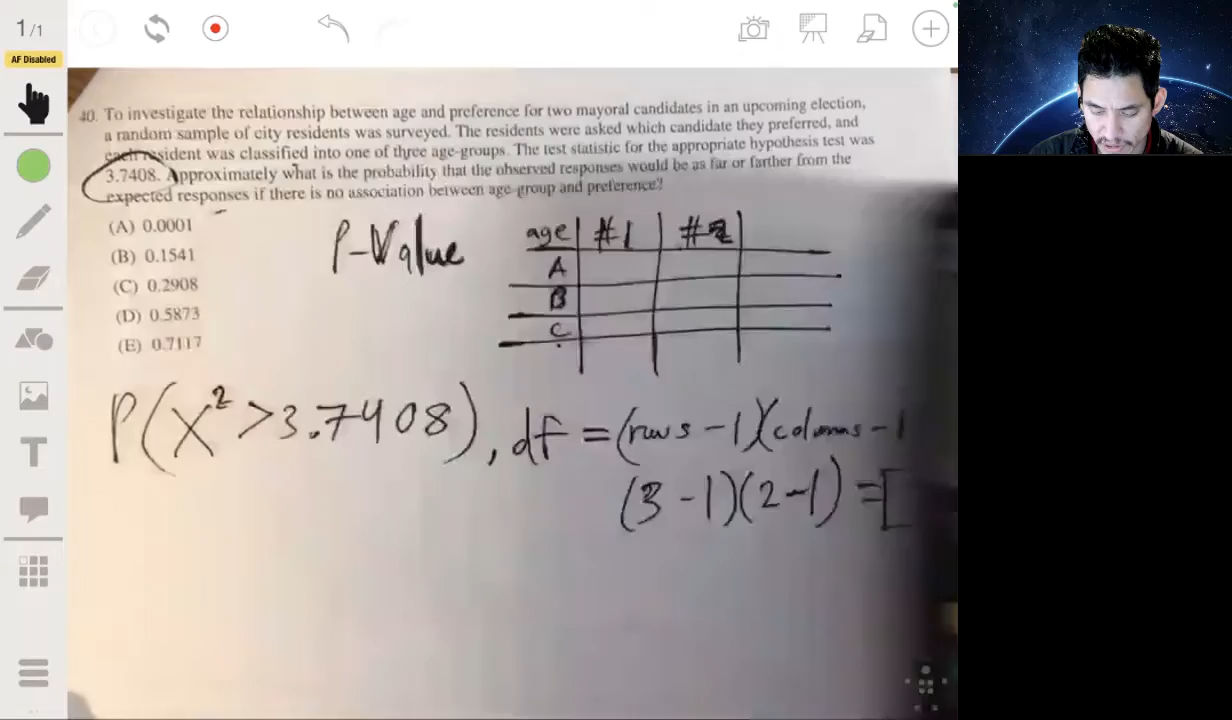 1/1
AF Disabled
40. To investigate the relationship between age and preference for two mayoral candidates in an upcoming election,
a random sample of city residents was surveyed. The residents were asked which candidate they preferred, and
each resident was classified into one of three age-groups. The test statistic for the appropriate hypothesis test was
3.7408. Approximately what is the probability that the observed responses would be as far or farther from the
expected responses if there is no association between age-group and preference?
(A) 0.0001
(B) 0.1541
(C) 0.2908
(D) 0.5873
(E) 0.7117
P-Value
age #1 #2
A
B
C
P(X² >3.7408), df = (rows -1)(columns -1
(3 -1)(2-1) =[
T